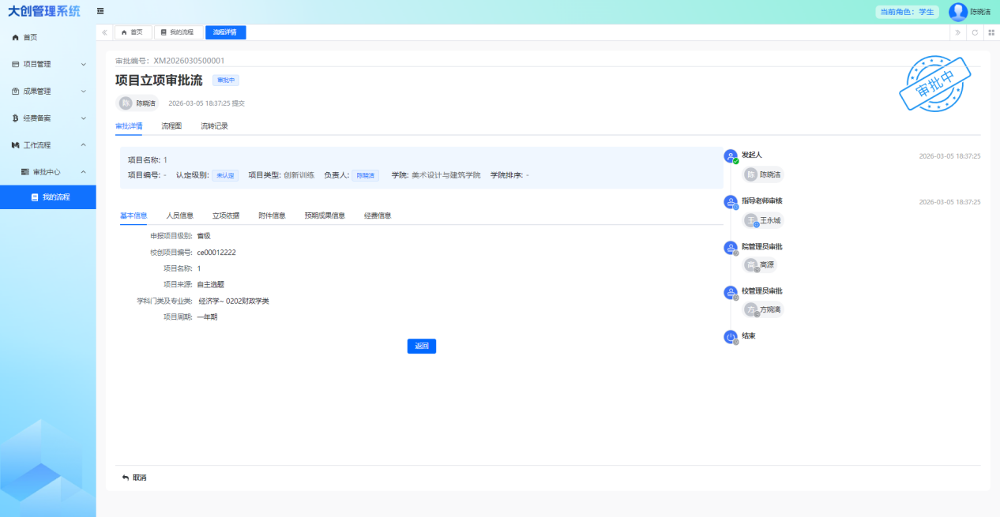 大创管理系统
当前角色：学生
陈晓洁
首页
我的流程
流程详情
首页
项目管理
成果管理
经费备案
工作流程
审批中心
我的流程
审批编号：XM2026030500001
项目立项审批流 审批中
陈 陈晓洁 2026-03-05 18:37:25 提交
审批中
审批详情 流程图 流转记录
项目名称: 1
项目编号: - 认定级别: 未认定 项目类型: 创新训练 负责人: 陈晓洁 学院: 美术设计与建筑学院 学院排序: -
基本信息 人员信息 立项依据 附件信息 预期成果信息 经费信息
申报项目级别: 省级
校创项目编号: ce00012222
项目名称: 1
项目来源: 自主选题
学科门类及专业类: 经济学~ 0202财政学类
项目周期: 一年期
返回
发起人 2026-03-05 18:37:25
陈 陈晓洁
指导老师审核 2026-03-05 18:37:25
王 王永城
院管理员审批
高 高源
校管理员审批
方 方婉漓
结束
取消